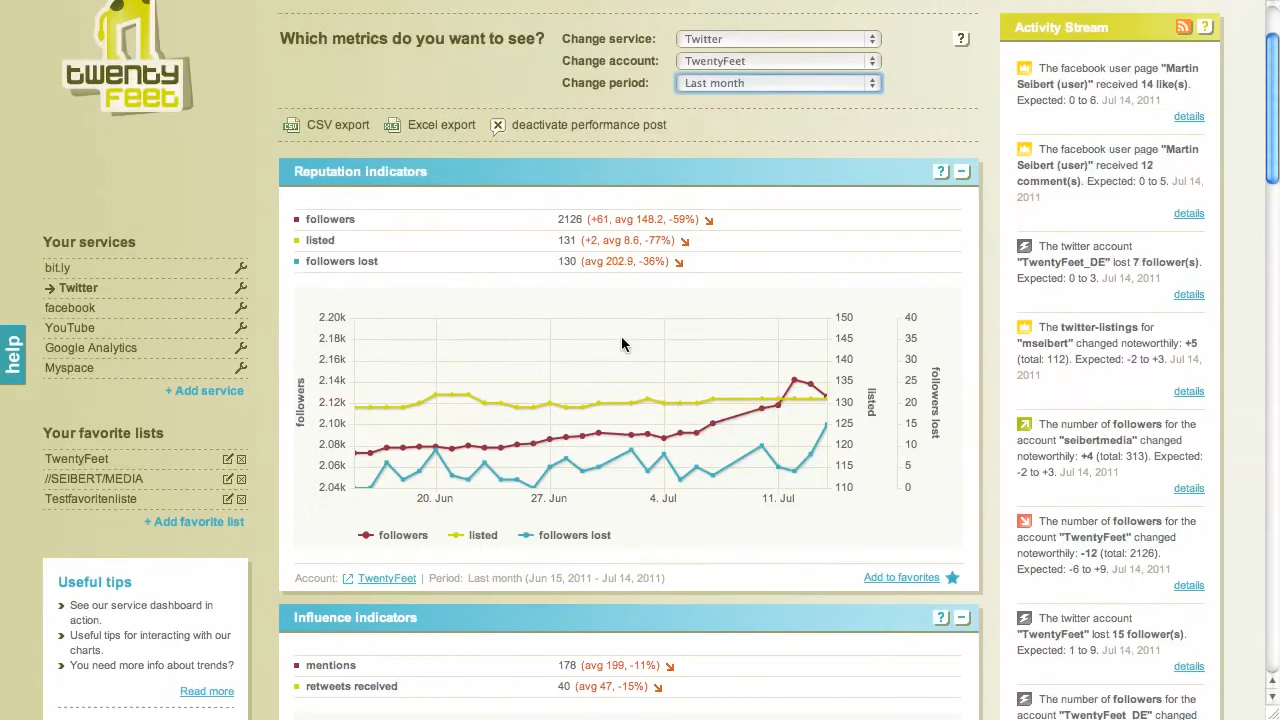 twenty
FEET
Which metrics do you want to see?
Change service:
Twitter
Change account:
TwentyFeet
Change period:
Last month
?
CSV export
Excel export
deactivate performance post
help
Your services
bit.ly
Twitter
facebook
YouTube
Google Analytics
Myspace
+ Add service
Your favorite lists
TwentyFeet
//SEIBERT/MEDIA
Testfavoritenliste
+ Add favorite list
Useful tips
See our service dashboard in
action.
Useful tips for interacting with our
charts.
You need more info about trends?
Read more
Reputation indicators
? −
followers 2126 (+61, avg 148.2, -59%)
listed 131 (+2, avg 8.6, -77%)
followers lost 130 (avg 202.9, -36%)
2.20k 150 40
2.18k 145 35
2.16k 140 30
2.14k 135 25
2.12k 130 20
2.10k 125 15
2.08k 120 10
2.06k 115 5
2.04k 110 0
followers
listed
followers lost
20. Jun 27. Jun 4. Jul 11. Jul
followers listed followers lost
Account: TwentyFeet | Period: Last month (Jun 15, 2011 - Jul 14, 2011)
Add to favorites
Influence indicators
? −
mentions 178 (avg 199, -11%)
retweets received 40 (avg 47, -15%)
Activity Stream
?
The facebook user page "Martin
Seibert (user)" received 14 like(s).
Expected: 0 to 6. Jul 14, 2011
details
The facebook user page "Martin
Seibert (user)" received 12
comment(s). Expected: 0 to 5. Jul 14,
2011
details
The twitter account
"TwentyFeet_DE" lost 7 follower(s).
Expected: 0 to 3. Jul 14, 2011
details
The twitter-listings for
"mseibert" changed noteworthily: +5
(total: 112). Expected: -2 to +3. Jul 14,
2011
details
The number of followers for the
account "seibertmedia" changed
noteworthily: +4 (total: 313). Expected:
-2 to +3. Jul 14, 2011
details
The number of followers for the
account "TwentyFeet" changed
noteworthily: -12 (total: 2126).
Expected: -6 to +9. Jul 14, 2011
details
The twitter account
"TwentyFeet" lost 15 follower(s).
Expected: 1 to 9. Jul 14, 2011
details
The number of followers for the
account "TwentyFeet_DE" changed